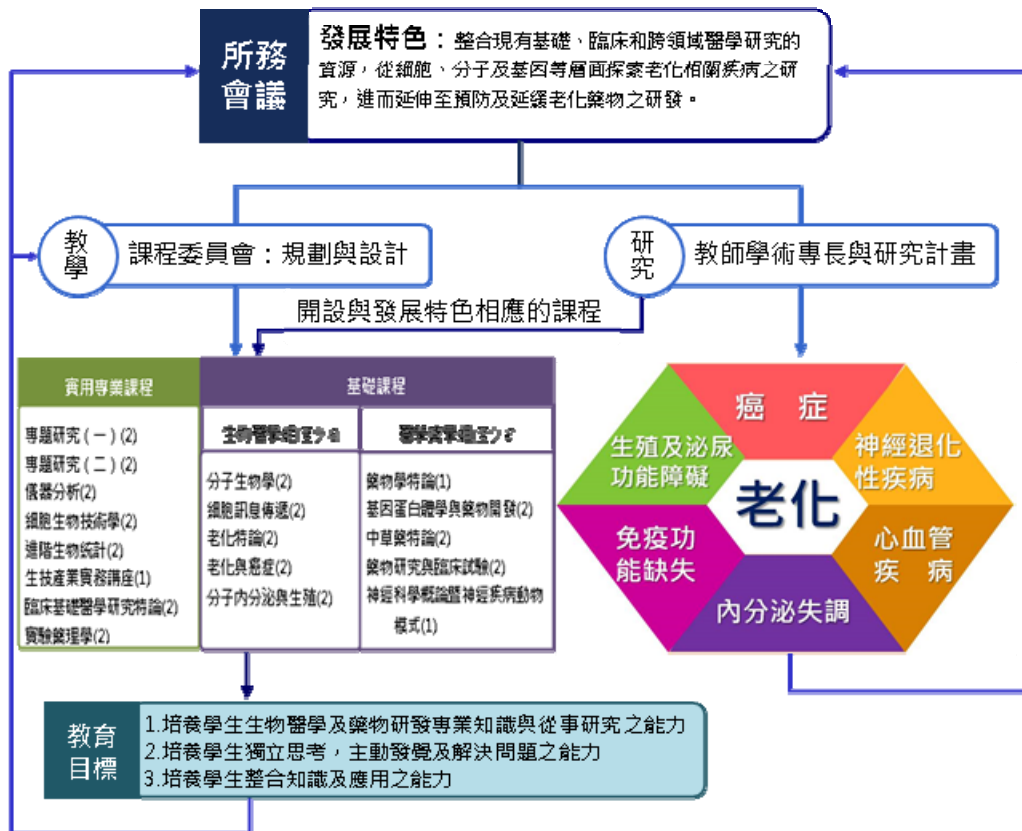 所務
會議
發展特色：整合現有基礎、臨床和跨領域醫學研究的
資源，從細胞、分子及基因等層面探索老化相關疾病之研
究，進而延伸至預防及延緩老化藥物之研發。
教學
課程委員會：規劃與設計
研究
教師學術專長與研究計畫
開設與發展特色相應的課程
實用專業課程
專題研究(一)(2)
專題研究(二)(2)
儀器分析(2)
細胞生物技術學(2)
進階生物統計(2)
生技產業實務講座(1)
臨床基礎醫學研究特論(2)
實驗藥理學(2)
基礎課程
分子生物學(2)
細胞訊息傳遞(2)
老化特論(2)
老化與癌症(2)
分子內分泌與生殖(2)
藥物學特論(1)
基因蛋白體學與藥物開發(2)
中草藥特論(2)
藥物研究與臨床試驗(2)
神經科學概論暨神經疾病動物
模式(1)
癌 症
神經退化
性疾病
心血管
疾 病
內分泌失調
免疫功
能缺失
生殖及泌尿
功能障礙
老化
教育
目標
1.培養學生生物醫學及藥物研發專業知識與從事研究之能力
2.培養學生獨立思考，主動發覺及解決問題之能力
3.培養學生整合知識及應用之能力